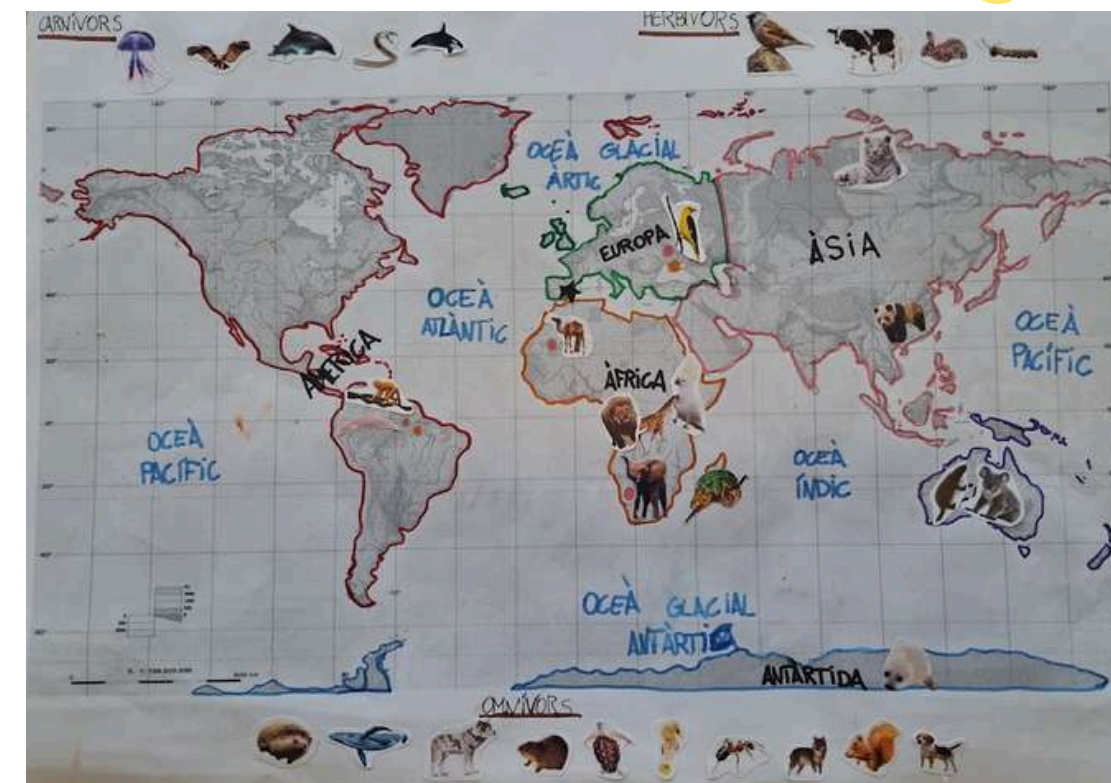 CARNÍVORS
HERBÍVORS
OCEÀ GLACIAL
ÀRTIC
EUROPA
ÀSIA
OCEÀ
ATLÀNTIC
OCEÀ
PACÍFIC
AMÈRICA
ÀFRICA
OCEÀ
PACÍFIC
OCEÀ
ÍNDIC
OCEÀ GLACIAL
ANTÀRTIC
ANTÀRTIDA
OMNÍVORS